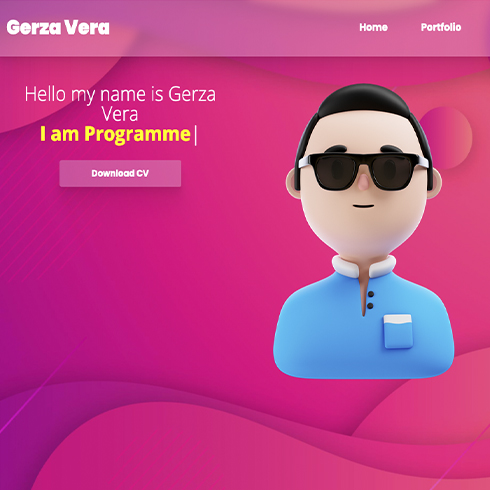 Gerza Vera
Home Portfolio
Hello my name is Gerza
Vera
I am Programme|
Download CV